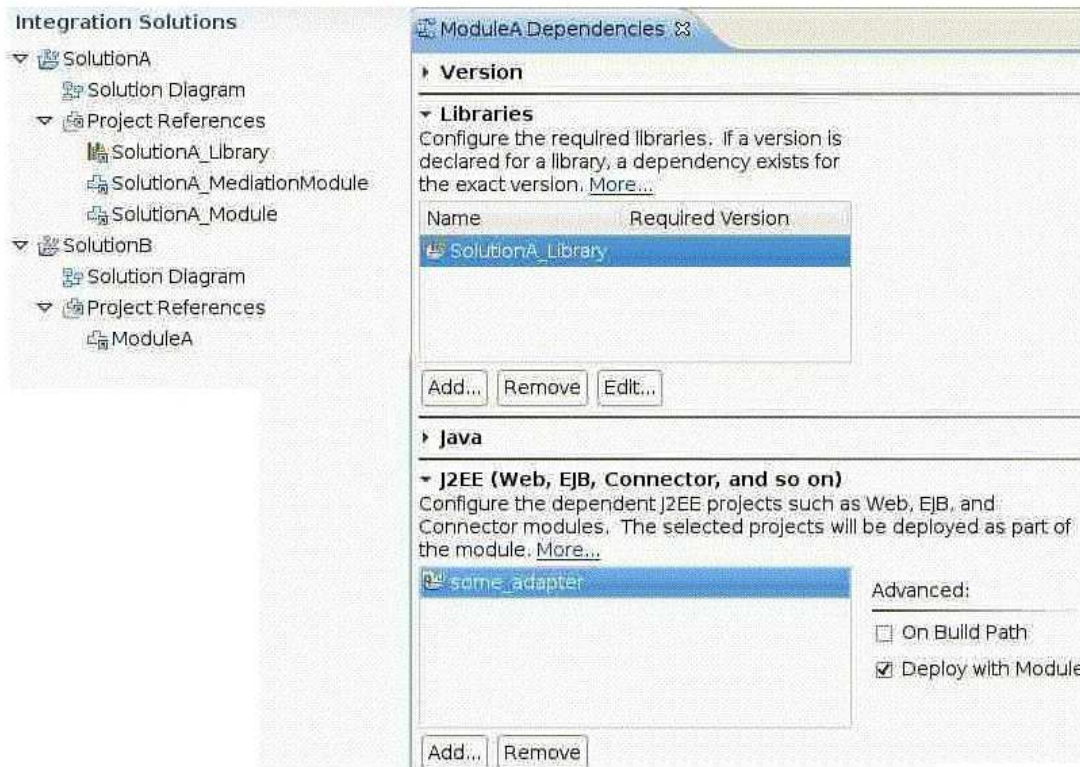 Integration Solutions
SolutionA
Solution Diagram
Project References
SolutionA_Library
SolutionA_MediationModule
SolutionA_Module
SolutionB
Solution Diagram
Project References
ModuleA
ModuleA Dependencies
Version
Libraries
Configure the required libraries. If a version is
declared for a library, a dependency exists for
the exact version. More...
Name Required Version
SolutionA_Library
Add... Remove Edit...
Java
J2EE (Web, EJB, Connector, and so on)
Configure the dependent J2EE projects such as Web, EJB, and
Connector modules. The selected projects will be deployed as part of
the module. More...
some_adapter
Advanced:
On Build Path
Deploy with Module
Add... Remove